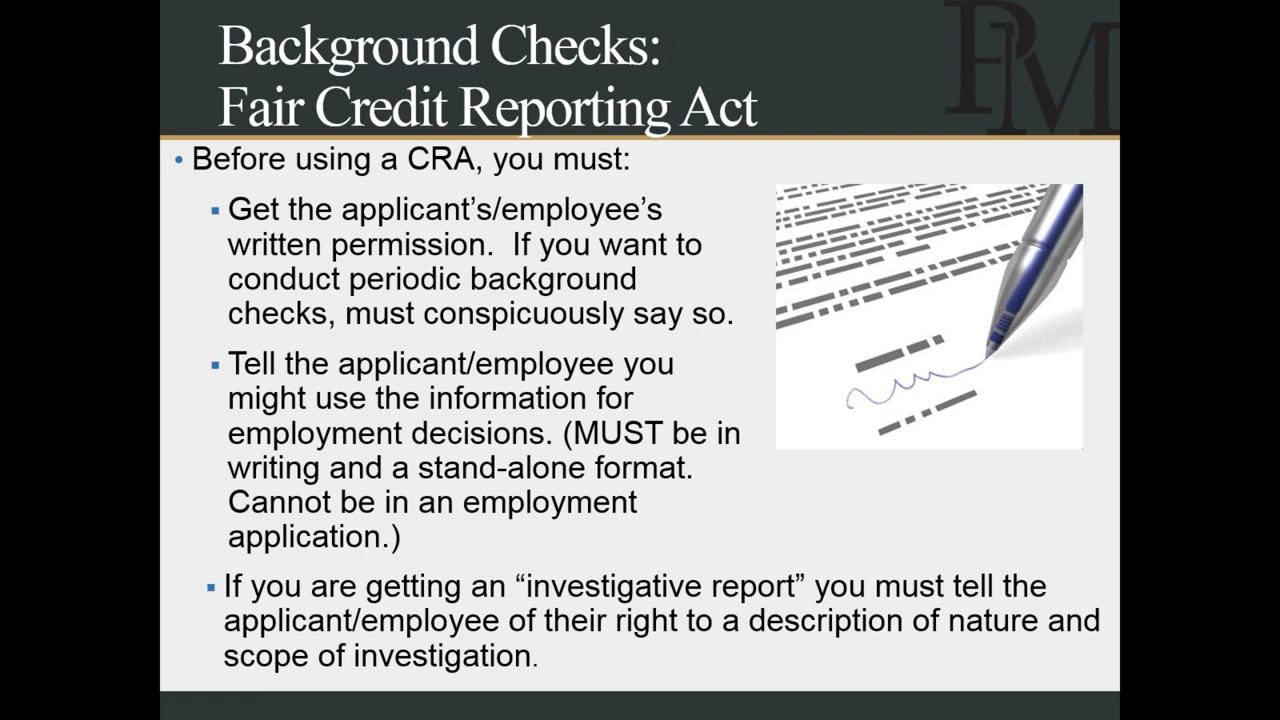 Background Checks:
Fair Credit Reporting Act
PM
• Before using a CRA, you must:
▪ Get the applicant’s/employee’s
written permission.  If you want to
conduct periodic background
checks, must conspicuously say so.
▪ Tell the applicant/employee you
might use the information for
employment decisions. (MUST be in
writing and a stand-alone format.
Cannot be in an employment
application.)
▪ If you are getting an “investigative report” you must tell the
applicant/employee of their right to a description of nature and
scope of investigation.